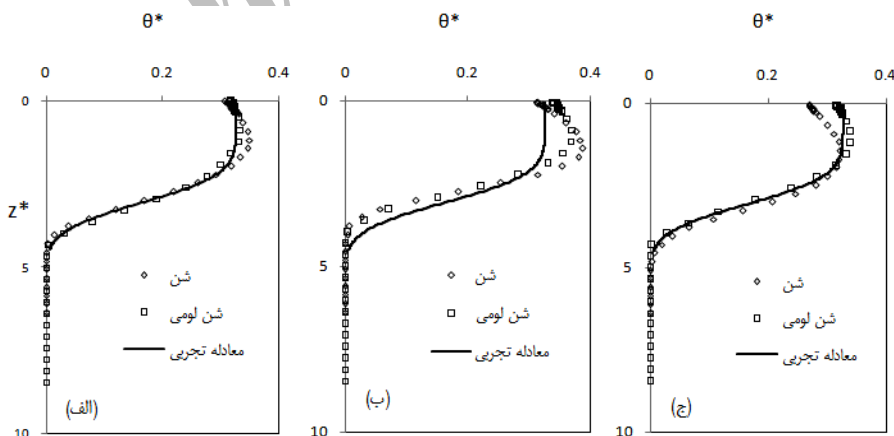 θ* θ* θ*
0 0.2 0.4 0 0.2 0.4 0 0.2 0.4
0 0 0
z*
5 5 5
شن شن شن
شن لومی شن لومی شن لومی
معادله تجربی معادله تجربی معادله تجربی
(الف) (ب) (ج)
10 10 10